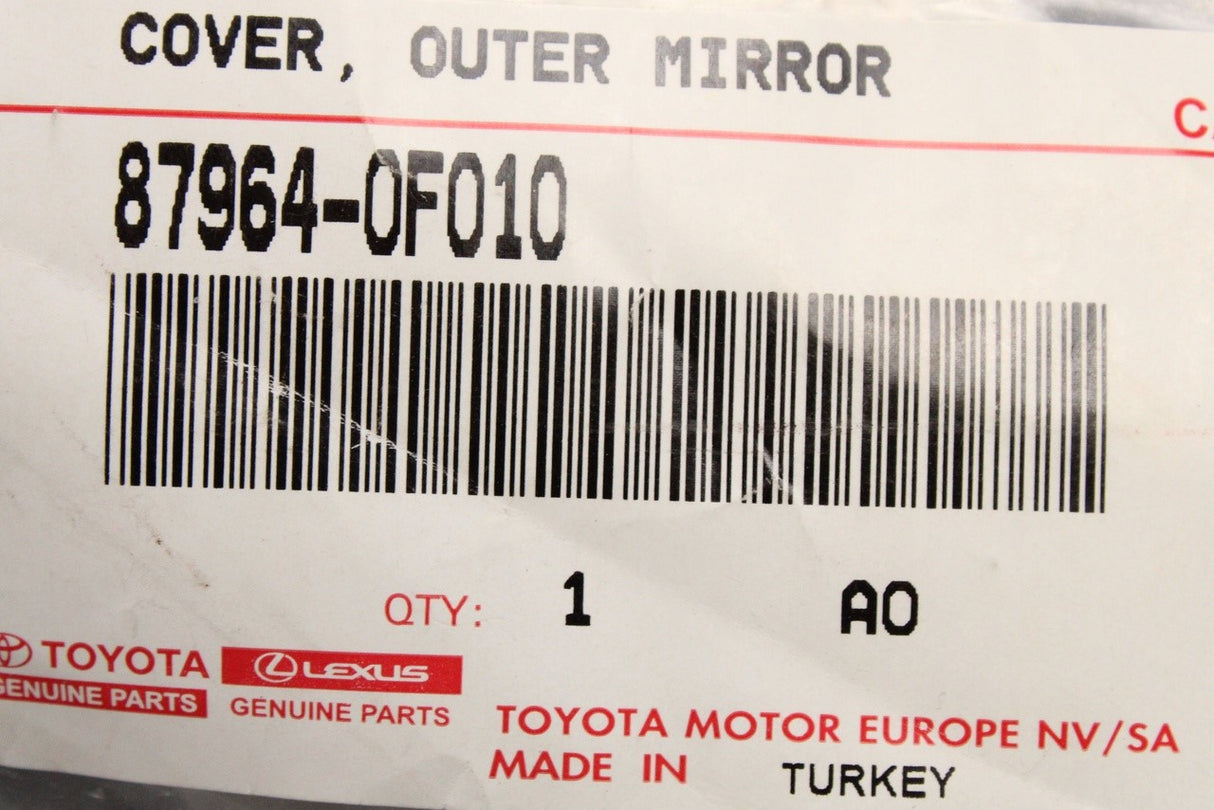 COVER, OUTER MIRROR
87964-0F010
QTY: 1 A0
TOYOTA
GENUINE PARTS
LEXUS
GENUINE PARTS
TOYOTA MOTOR EUROPE NV/SA
MADE IN TURKEY